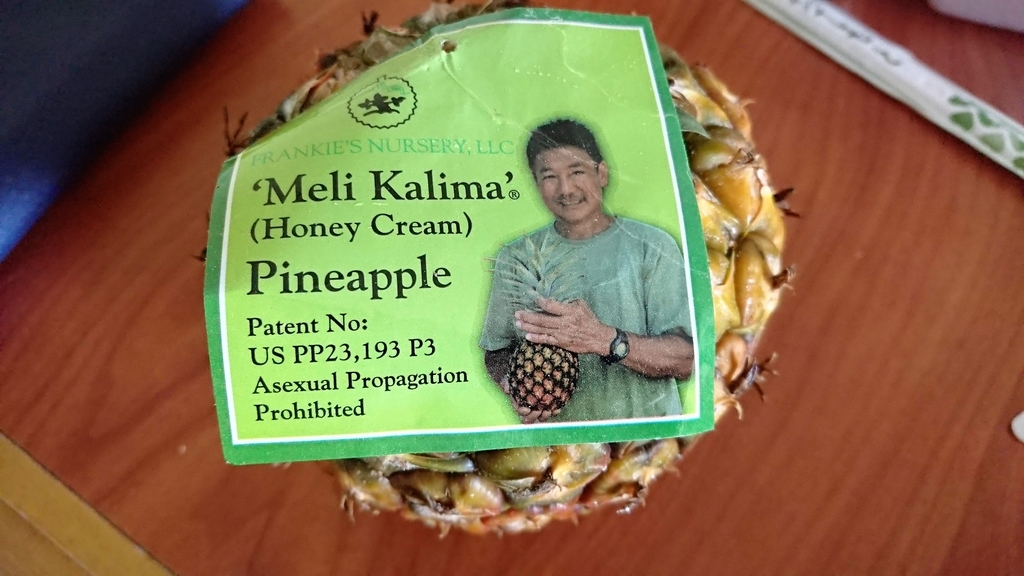 FRANKIE'S NURSERY, LLC
'Meli Kalima'®
(Honey Cream)
Pineapple
Patent No:
US PP23,193 P3
Asexual Propagation
Prohibited